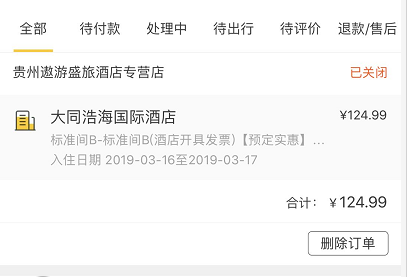 全部 待付款 处理中 待出行 待评价 退款/售后
贵州遨游盛旅酒店专营店 已关闭
大同浩海国际酒店 ¥124.99
标准间B-标准间B(酒店开具发票)【预定实惠】...
入住日期 2019-03-16至2019-03-17
合计： ¥124.99
删除订单